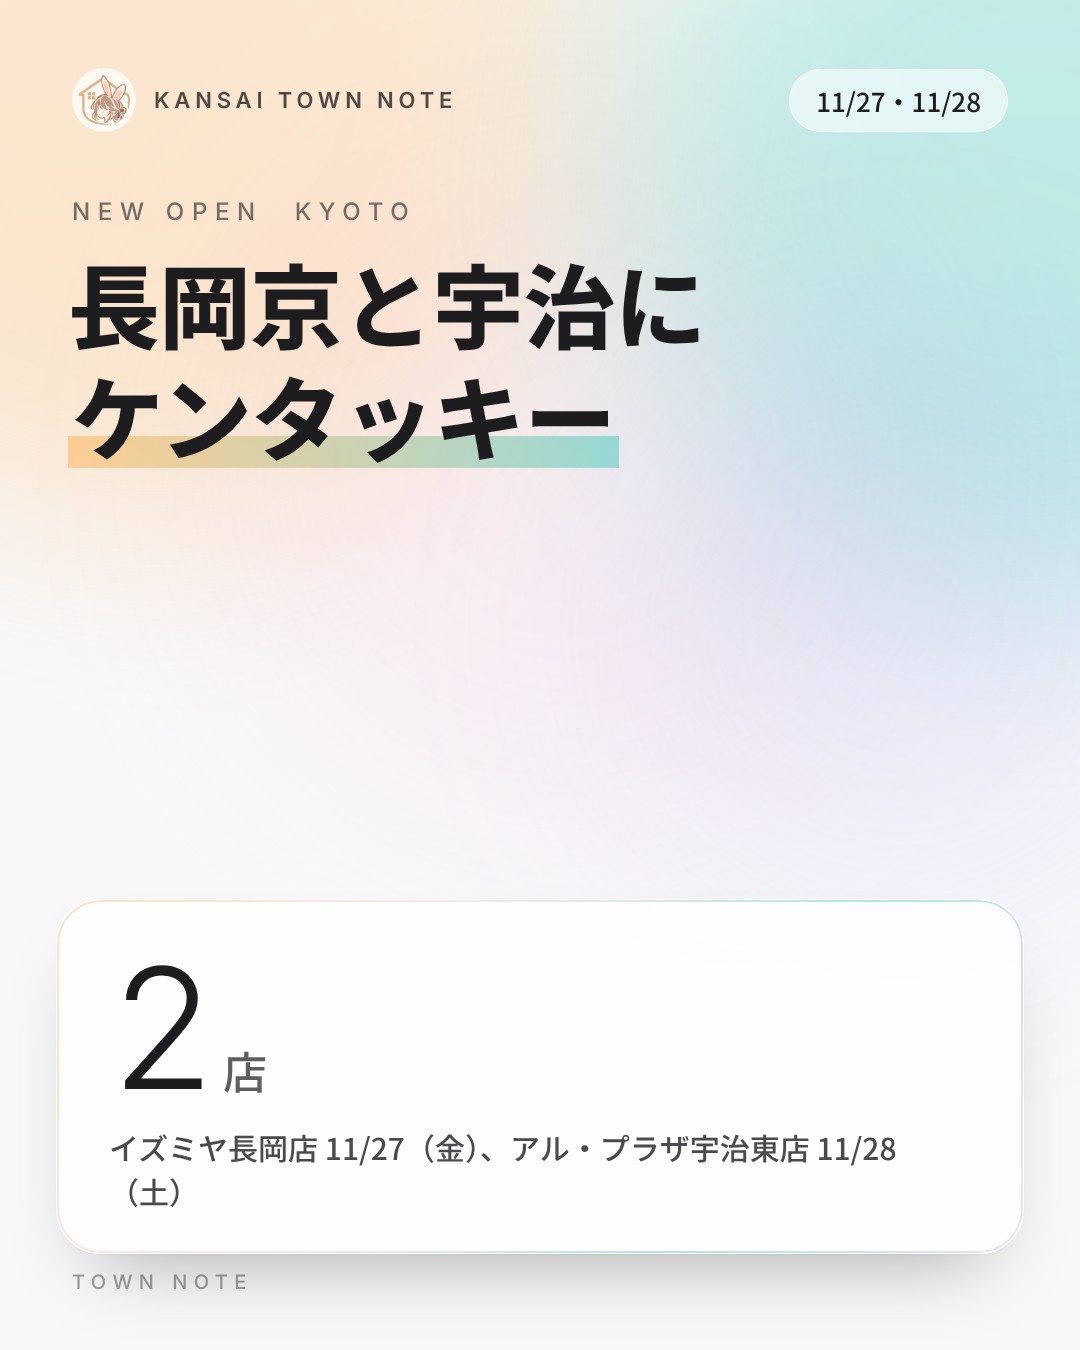 KANSAI TOWN NOTE
11/27・11/28
NEW OPEN KYOTO
長岡京と宇治に
ケンタッキー
2店
イズミヤ長岡店 11/27（金）、アル・プラザ宇治東店 11/28
（土）
TOWN NOTE